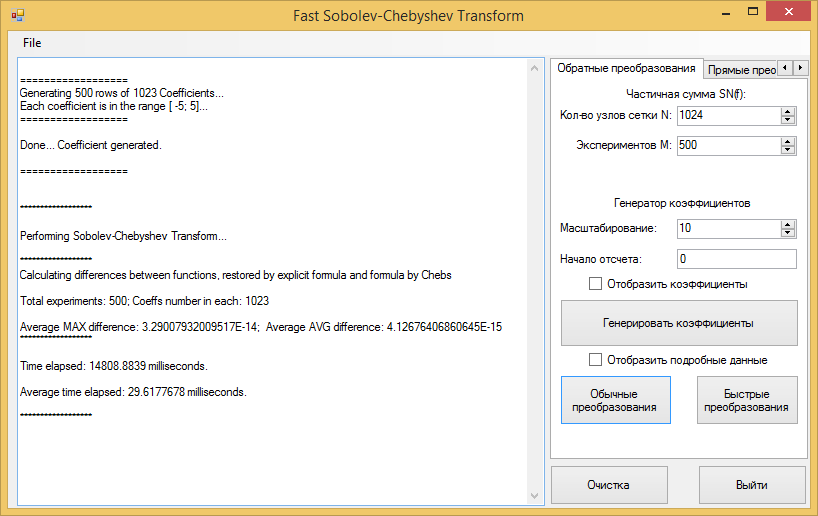 Fast Sobolev-Chebyshev Transform
File
==================
Generating 500 rows of 1023 Coefficients...
Each coefficient is in the range [ -5; 5]...
==================
Done... Coefficient generated.
==================
******************
Performing Sobolev-Chebyshev Transform...
******************
Calculating differences between functions, restored by explicit formula and formula by Chebs
Total experiments: 500; Coeffs number in each: 1023
Average MAX difference: 3.29007932009517E-14;  Average AVG difference: 4.12676406860645E-15
******************
Time elapsed: 14808.8839 milliseconds.
Average time elapsed: 29.6177678 milliseconds.
******************
Обратные преобразования
Прямые прео
Частичная сумма SN(f):
Кол-во узлов сетки N: 1024
Экспериментов M: 500
Генератор коэффициентов
Масштабирование: 10
Начало отсчета: 0
Отобразить коэффициенты
Генерировать коэффициенты
Отобразить подробные данные
Обычные
преобразования
Быстрые
преобразования
Очистка
Выйти